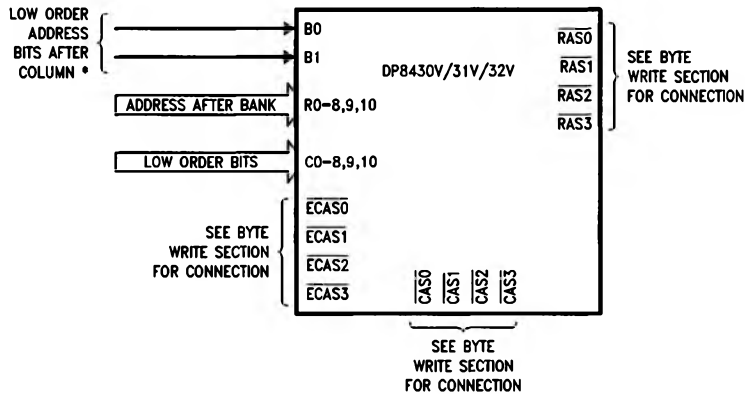 LOW ORDER
ADDRESS
BITS AFTER
COLUMN *
B0
B1
ADDRESS AFTER BANK
R0-8,9,10
LOW ORDER BITS
C0-8,9,10
DP8430V/31V/32V
RAS0
RAS1
RAS2
RAS3
SEE BYTE
WRITE SECTION
FOR CONNECTION
SEE BYTE
WRITE SECTION
FOR CONNECTION
ECAS0
ECAS1
ECAS2
ECAS3
CAS0
CAS1
CAS2
CAS3
SEE BYTE
WRITE SECTION
FOR CONNECTION